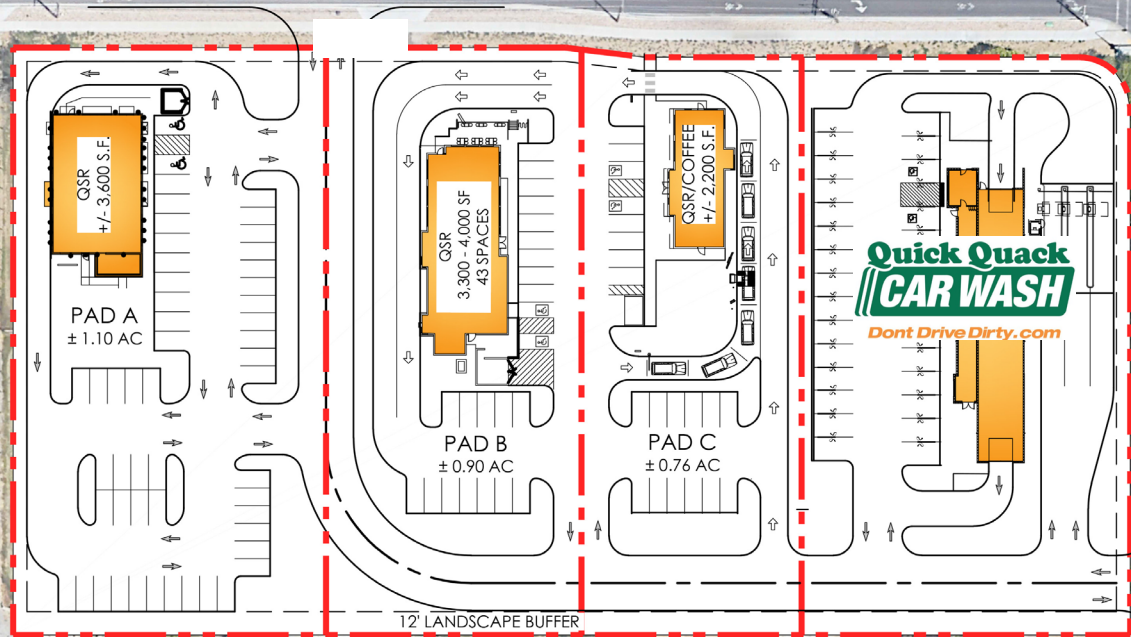 QSR
+/- 3,600 S.F.
PAD A
± 1.10 AC
QSR
3,300 - 4,000 SF
43 SPACES
PAD B
± 0.90 AC
QSR/COFFEE
+/- 2,200 S.F.
PAD C
± 0.76 AC
Quick Quack
CAR WASH
Dont Drive Dirty.com
12' LANDSCAPE BUFFER